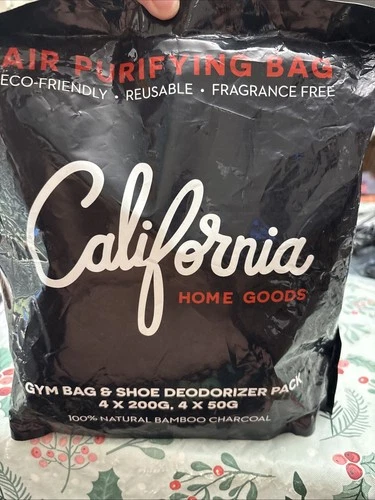 AIR PURIFYING BAG
ECO-FRIENDLY • REUSABLE • FRAGRANCE FREE
California
HOME GOODS
GYM BAG & SHOE DEODORIZER PACK
4 X 200G, 4 X 50G
100% NATURAL BAMBOO CHARCOAL